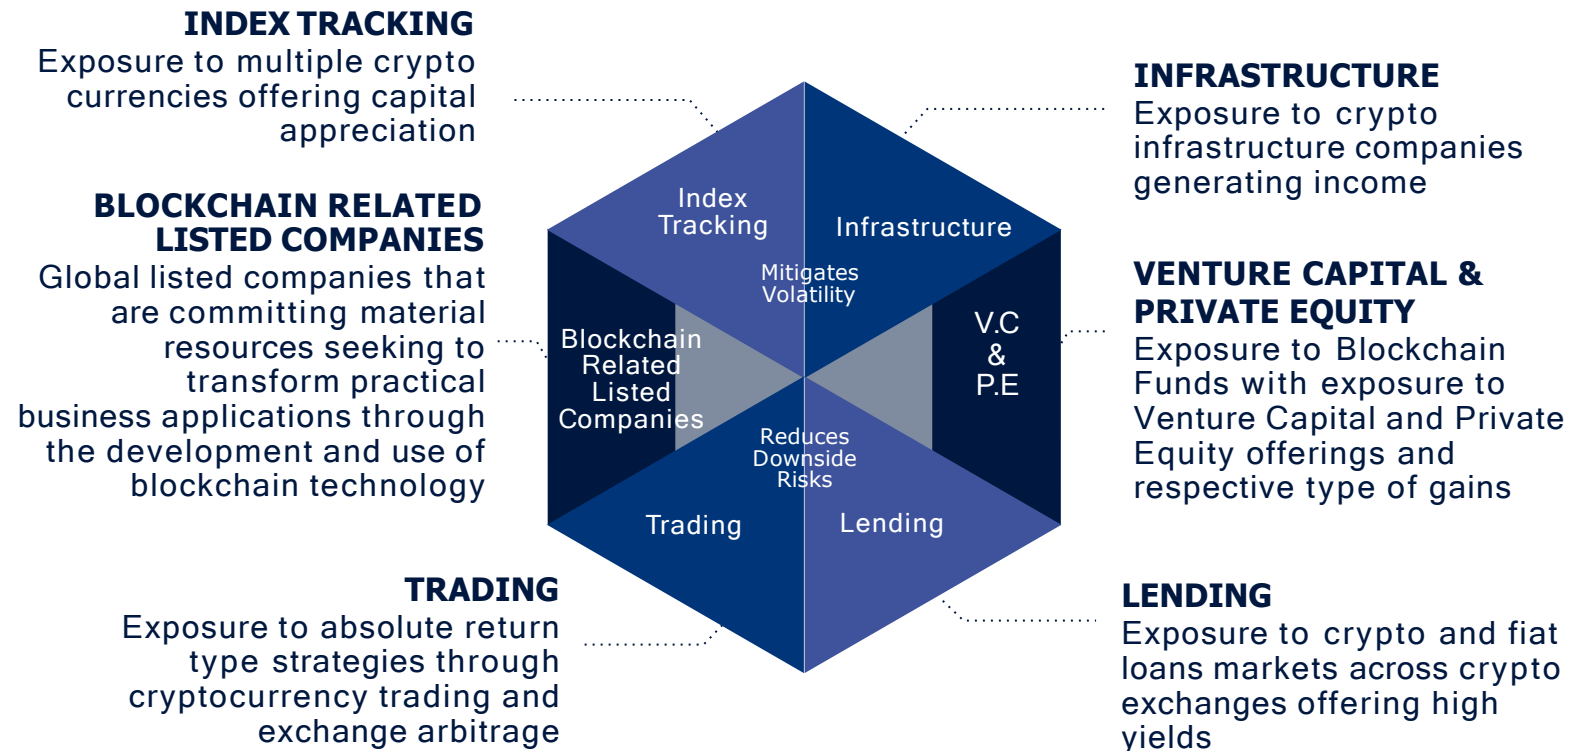 INDEX TRACKING
Exposure to multiple crypto
currencies offering capital
appreciation
BLOCKCHAIN RELATED
LISTED COMPANIES
Global listed companies that
are committing material
resources seeking to
transform practical
business applications through
the development and use of
blockchain technology
TRADING
Exposure to absolute return
type strategies through
cryptocurrency trading and
exchange arbitrage
Index
Tracking
Infrastructure
Mitigates
Volatility
Blockchain
Related
Listed
Companies
V.C
&
P.E
Reduces
Downside
Risks
Trading
Lending
INFRASTRUCTURE
Exposure to crypto
infrastructure companies
generating income
VENTURE CAPITAL &
PRIVATE EQUITY
Exposure to Blockchain
Funds with exposure to
Venture Capital and Private
Equity offerings and
respective type of gains
LENDING
Exposure to crypto and fiat
loans markets across crypto
exchanges offering high
yields